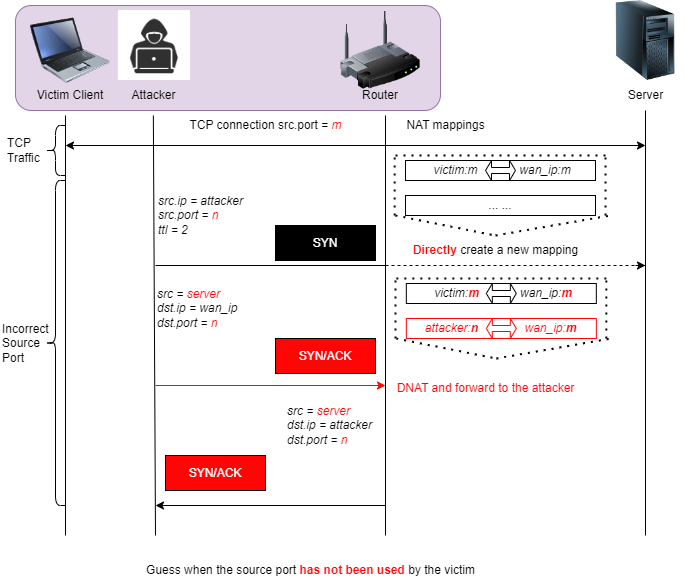 Victim Client
Attacker
Router
Server
TCP connection src.port = m
NAT mappings
TCP
Traffic
victim:m
wan_ip:m
... ...
src.ip = attacker
src.port = n
ttl = 2
SYN
Directly create a new mapping
src = server
dst.ip = wan_ip
dst.port = n
victim:m
wan_ip:m
attacker:n
wan_ip:m
Incorrect
Source
Port
SYN/ACK
DNAT and forward to the attacker
src = server
dst.ip = attacker
dst.port = n
SYN/ACK
Guess when the source port has not been used by the victim